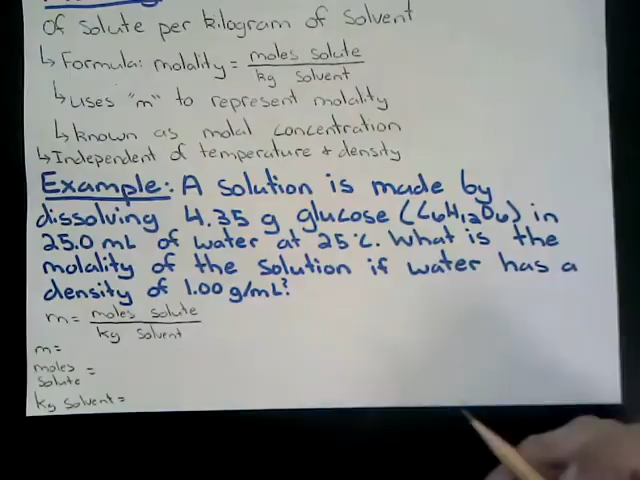 of solute per kilogram of solvent
↳ Formula: molality = moles solute / kg solvent
↳ uses "m" to represent molality
↳ known as molal concentration
↳ Independent of temperature + density
Example: A solution is made by
dissolving 4.35 g glucose (C6H12O6) in
25.0 mL of water at 25°C. What is the
molality of the solution if water has a
density of 1.00 g/mL?
m = moles solute / kg solvent
m =
moles solute =
kg solvent =